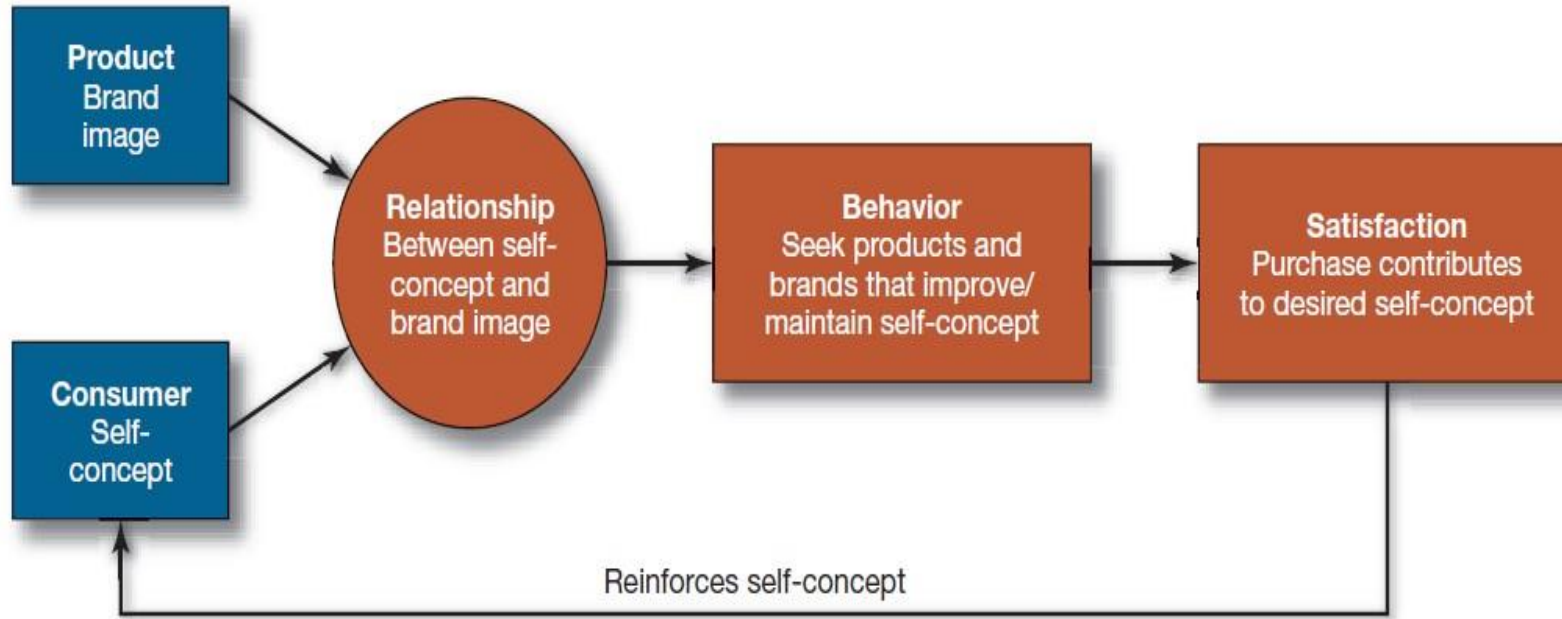 Product
Brand
image
Consumer
Self-
concept
Relationship
Between self-
concept and
brand image
Behavior
Seek products and
brands that improve/
maintain self-concept
Satisfaction
Purchase contributes
to desired self-concept
Reinforces self-concept